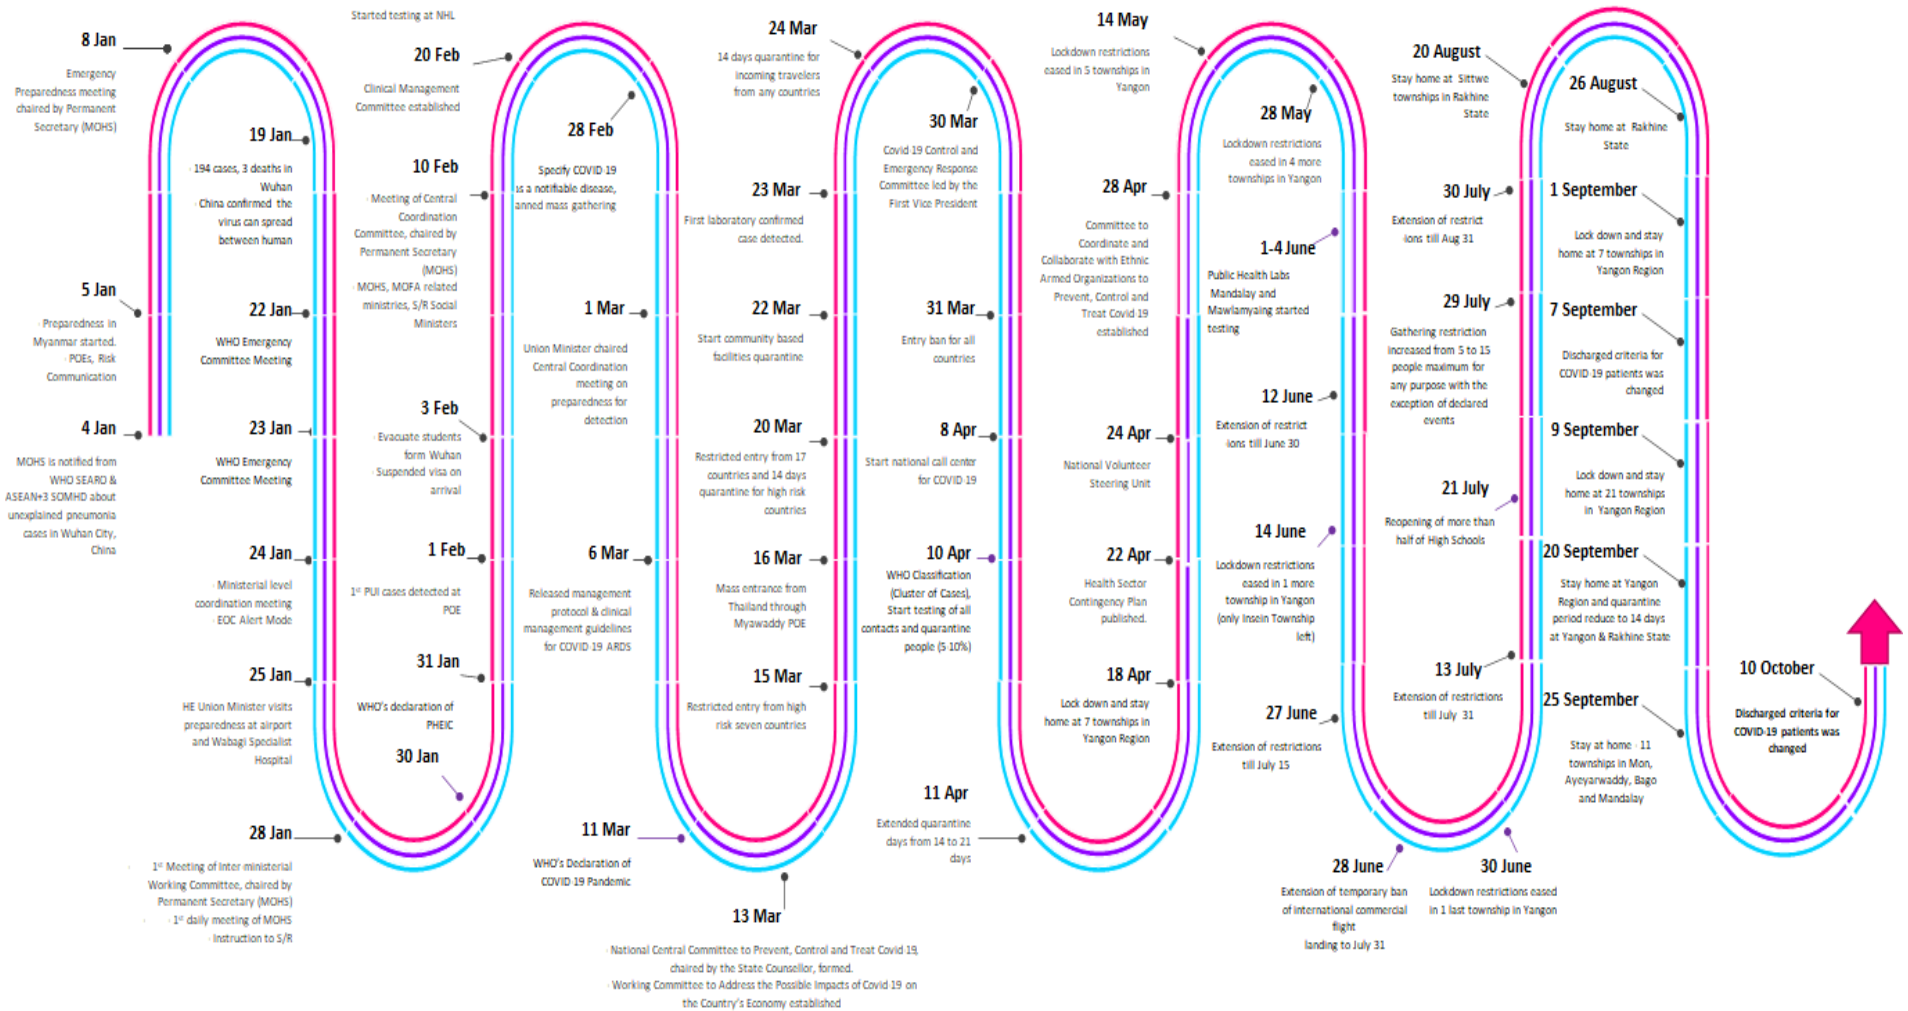 8 Jan
Emergency
Preparedness meeting
chaired by Permanent
Secretary (MOHS)
5 Jan
· Preparedness in
Myanmar started.
· POEs, Risk
Communication
4 Jan
MOHS is notified from
WHO SEARO &
ASEAN+3 SOMHD about
unexplained pneumonia
cases in Wuhan City,
China
19 Jan
· 194 cases, 3 deaths in
Wuhan
· China confirmed the
virus can spread
between human
22 Jan
WHO Emergency
Committee Meeting
23 Jan
WHO Emergency
Committee Meeting
24 Jan
· Ministerial level
coordination meeting
· EOC Alert Mode
25 Jan
HE Union Minister visits
preparedness at airport
and Wabagi Specialist
Hospital
28 Jan
· 1st Meeting of Inter ministerial
Working Committee, chaired by
Permanent Secretary (MOHS)
· 1st daily meeting of MOHS
· Instruction to S/R
Started testing at NHL
20 Feb
Clinical Management
Committee established
10 Feb
· Meeting of Central
Coordination
Committee, chaired by
Permanent Secretary
(MOHS)
· MOHS, MOFA related
ministries, S/R Social
Ministers
3 Feb
· Evacuate students
form Wuhan
· Suspended visa on
arrival
1 Feb
1st PUI cases detected at
POE
31 Jan
WHO's declaration of
PHEIC
30 Jan
28 Feb
Specify COVID 19
as a notifiable disease,
anned mass gathering
1 Mar
Union Minister chaired
Central Coordination
meeting on
preparedness for
detection
6 Mar
Released management
protocol & clinical
management guidelines
for COVID 19 ARDS
11 Mar
WHO's Declaration of
COVID 19 Pandemic
13 Mar
· National Central Committee to Prevent, Control and Treat Covid 19,
chaired by the State Counsellor, formed.
· Working Committee to Address the Possible Impacts of Covid 19 on
the Country's Economy established
24 Mar
14 days quarantine for
incoming travelers
from any countries
23 Mar
First laboratory confirmed
case detected.
22 Mar
Start community based
facilities quarantine
20 Mar
Restricted entry from 17
countries and 14 days
quarantine for high risk
countries
16 Mar
Mass entrance from
Thailand through
Myawaddy POE
15 Mar
Restricted entry from high
risk seven countries
30 Mar
Covid 19 Control and
Emergency Response
Committee led by the
First Vice President
31 Mar
Entry ban for all
countries
8 Apr
Start national call center
for COVID 19
10 Apr
WHO Classification
(Cluster of Cases),
Start testing of all
contacts and quarantine
people (5 10%)
11 Apr
Extended quarantine
days from 14 to 21
days
14 May
Lockdown restrictions
eased in 5 townships in
Yangon
28 Apr
Committee to
Coordinate and
Collaborate with Ethnic
Armed Organizations to
Prevent, Control and
Treat Covid 19
established
24 Apr
National Volunteer
Steering Unit
22 Apr
Health Sector
Contingency Plan
published.
18 Apr
Lock down and stay
home at 7 townships in
Yangon Region
28 May
Lockdown restrictions
eased in 4 more
townships in Yangon
1-4 June
Public Health Labs
Mandalay and
Mawlamyaing started
testing
12 June
Extension of restrict
-ions till June 30
14 June
Lockdown restrictions
eased in 1 more
township in Yangon
(only Insein Township
left)
27 June
Extension of restrictions
till July 15
28 June
Extension of temporary ban
of international commercial
flight
landing to July 31
30 June
Lockdown restrictions eased
in 1 last township in Yangon
20 August
Stay home at Sittwe
townships in Rakhine
State
30 July
Extension of restrict
-ions till Aug 31
29 July
Gathering restriction
increased from 5 to 15
people maximum for
any purpose with the
exception of declared
events
21 July
Reopening of more than
half of High Schools
13 July
Extension of restrictions
till July 31
26 August
Stay home at Rakhine
State
1 September
Lock down and stay
home at 7 townships in
Yangon Region
7 September
Discharged criteria for
COVID 19 patients was
changed
9 September
Lock down and stay
home at 21 townships
in Yangon Region
20 September
Stay home at Yangon
Region and quarantine
period reduce to 14 days
at Yangon & Rakhine State
25 September
Stay at home · 11
townships in Mon,
Ayeyarwaddy, Bago
and Mandalay
10 October
Discharged criteria for
COVID-19 patients was
changed